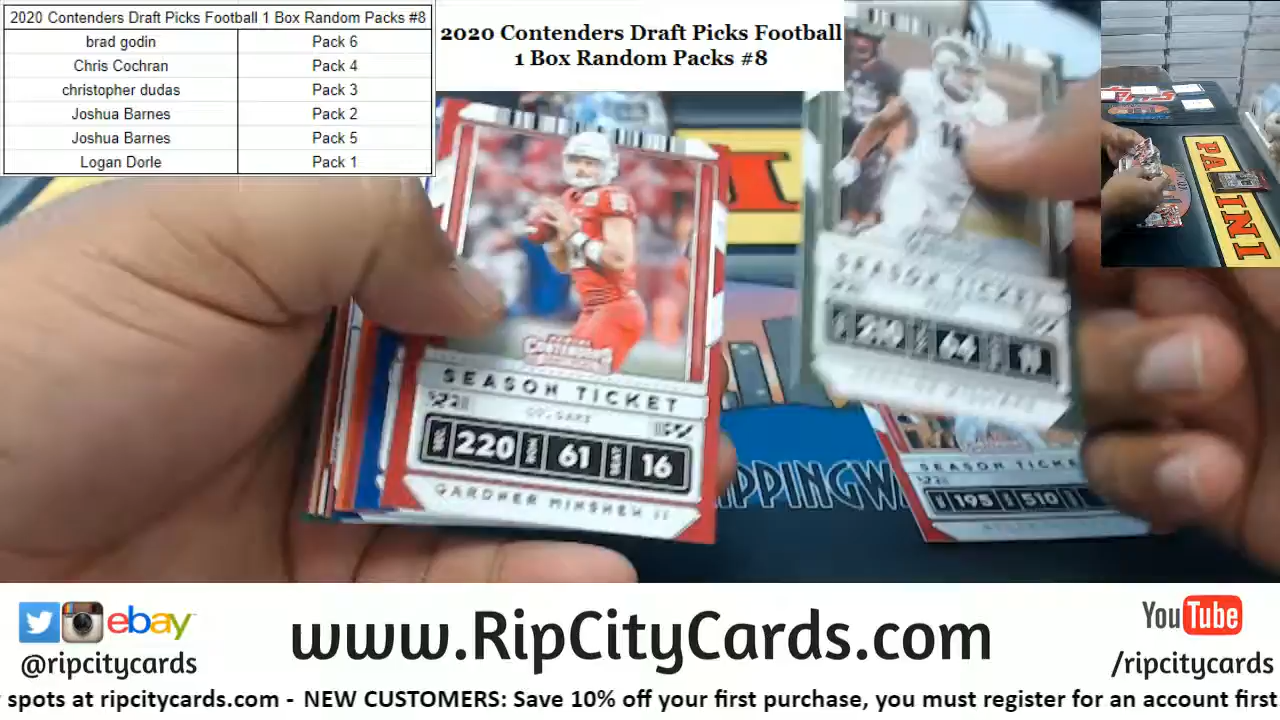 2020 Contenders Draft Picks Football 1 Box Random Packs #8
brad godin Pack 6
Chris Cochran Pack 4
christopher dudas Pack 3
Joshua Barnes Pack 2
Joshua Barnes Pack 5
Logan Dorle Pack 1
2020 Contenders Draft Picks Football
1 Box Random Packs #8
PANINI
CONTENDERS
SEASON TICKET
220 61 16
GARDNER MINSHEW II
SEASON TICKET
64
SEASON TICKET
195 510
PANINI
ebay
@ripcitycards
www.RipCityCards.com
YouTube
/ripcitycards
spots at ripcitycards.com - NEW CUSTOMERS: Save 10% off your first purchase, you must register for an account first